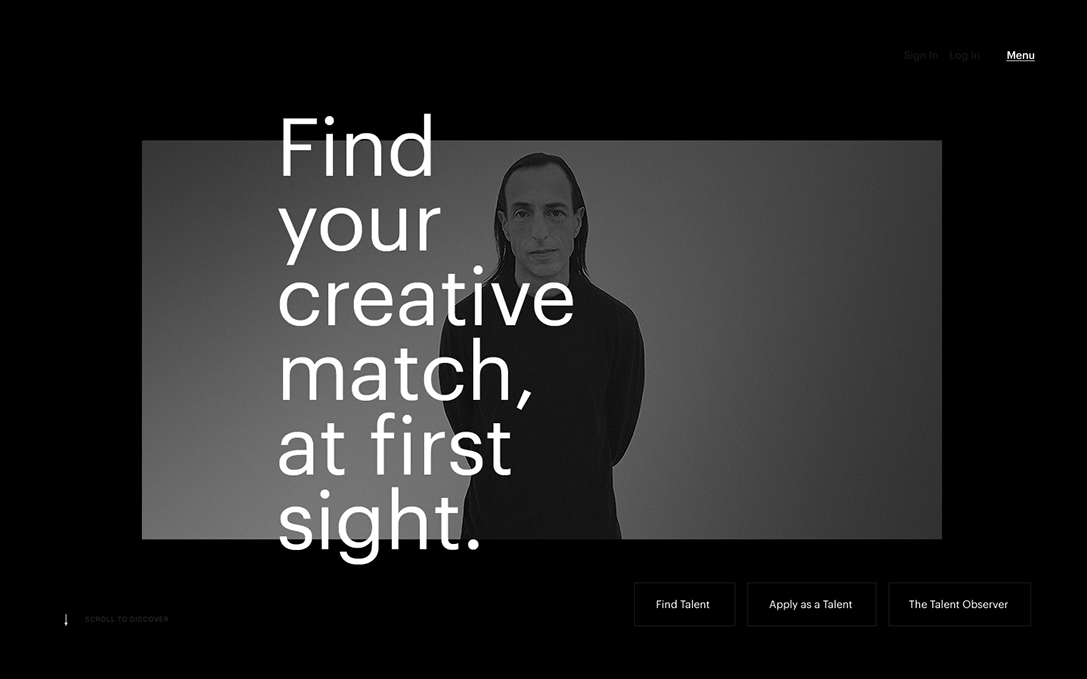 Sign In Log In Menu
Find
your
creative
match,
at first
sight.
Find Talent
Apply as a Talent
The Talent Observer
SCROLL TO DISCOVER